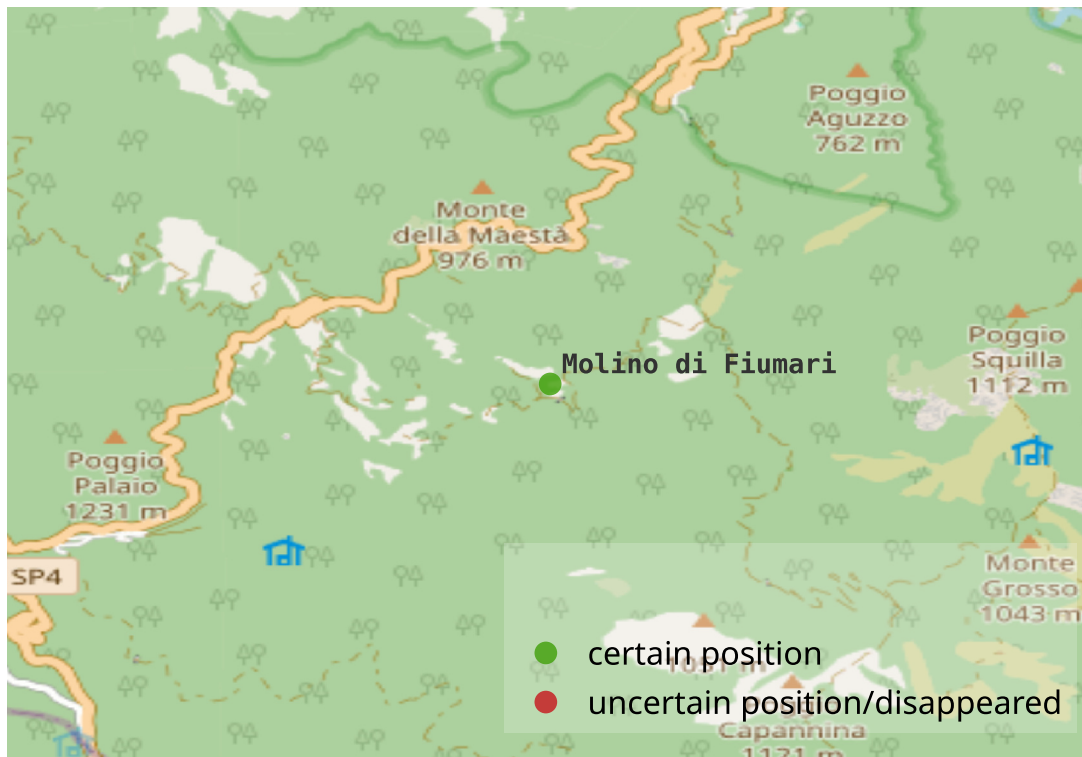 Poggio
Aguzzo
762 m
Monte
della Maestà
976 m
Poggio
Squilla
1112 m
Molino di Fiumari
Poggio
Palaio
1231 m
SP4
Monte
Grosso
1043 m
certain position
uncertain position/disappeared
Capannina
1121 m